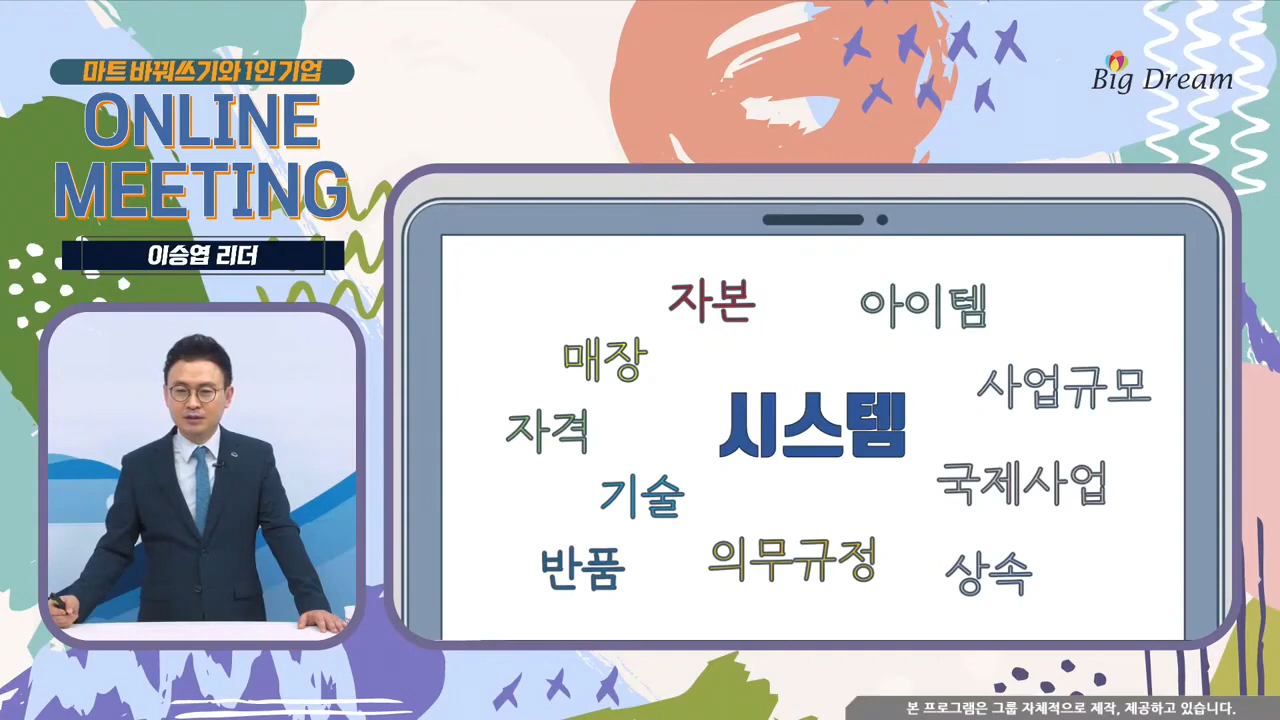 마트 바꿔쓰기와 1인 기업
ONLINE
MEETING
이승엽 리더
Big Dream
자본
아이템
매장
사업규모
시스템
자격
국제사업
기술
의무규정
반품
상속
본 프로그램은 그룹 자체적으로 제작, 제공하고 있습니다.